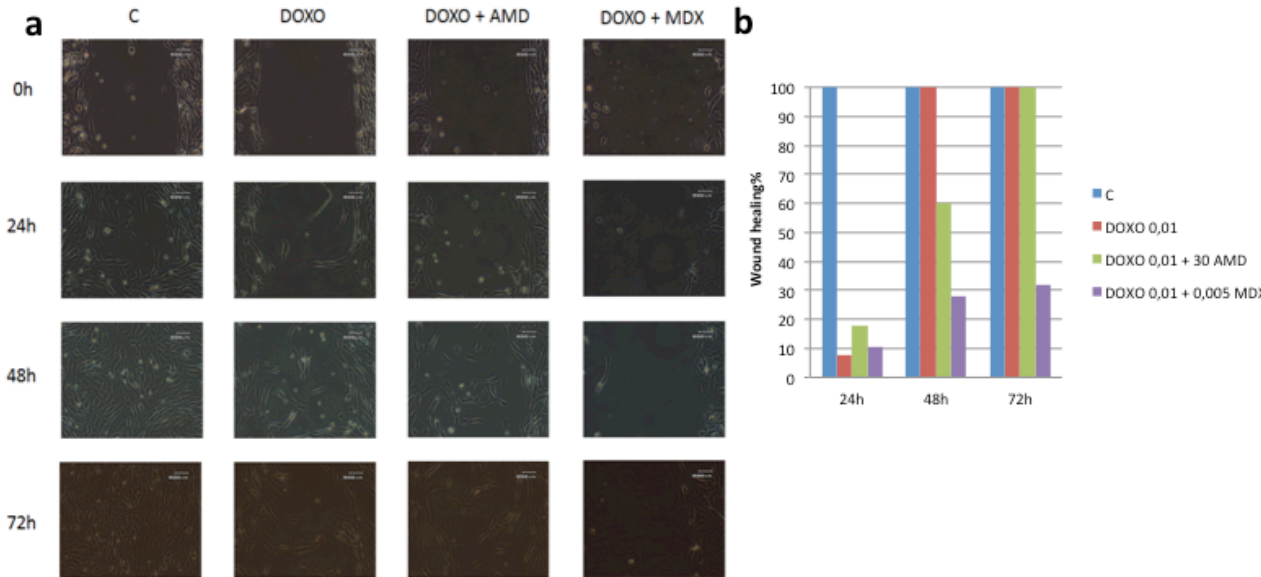 a
C DOXO DOXO + AMD DOXO + MDX
0h
24h
48h
72h
b
Wound healing%
100
90
80
70
60
50
40
30
20
10
0
24h 48h 72h
C
DOXO 0,01
DOXO 0,01 + 30 AMD
DOXO 0,01 + 0,005 MDX